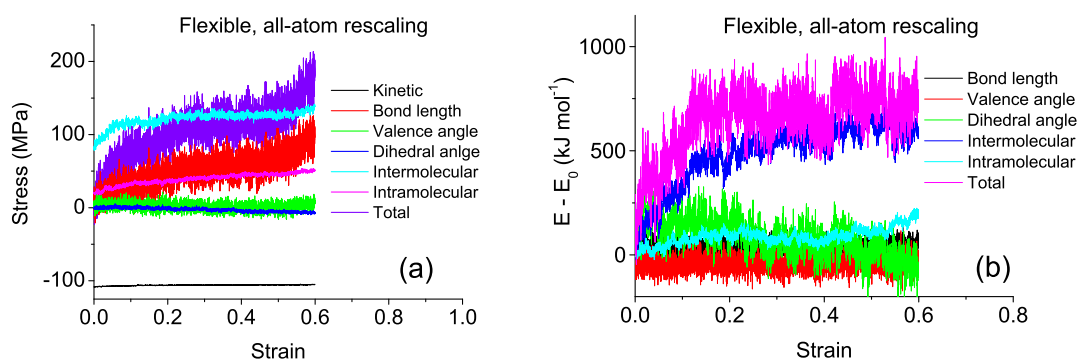 Flexible, all-atom rescaling
Stress (MPa)
200
100
0
-100
0.0
0.2
0.4
0.6
0.8
1.0
Strain
Kinetic
Bond length
Valence angle
Dihedral anlge
Intermolecular
Intramolecular
Total
(a)
Flexible, all-atom rescaling
E - E0 (kJ mol-1)
1000
500
0
0.0
0.2
0.4
0.6
0.8
Strain
Bond length
Valence angle
Dihedral angle
Intermolecular
Intramolecular
Total
(b)